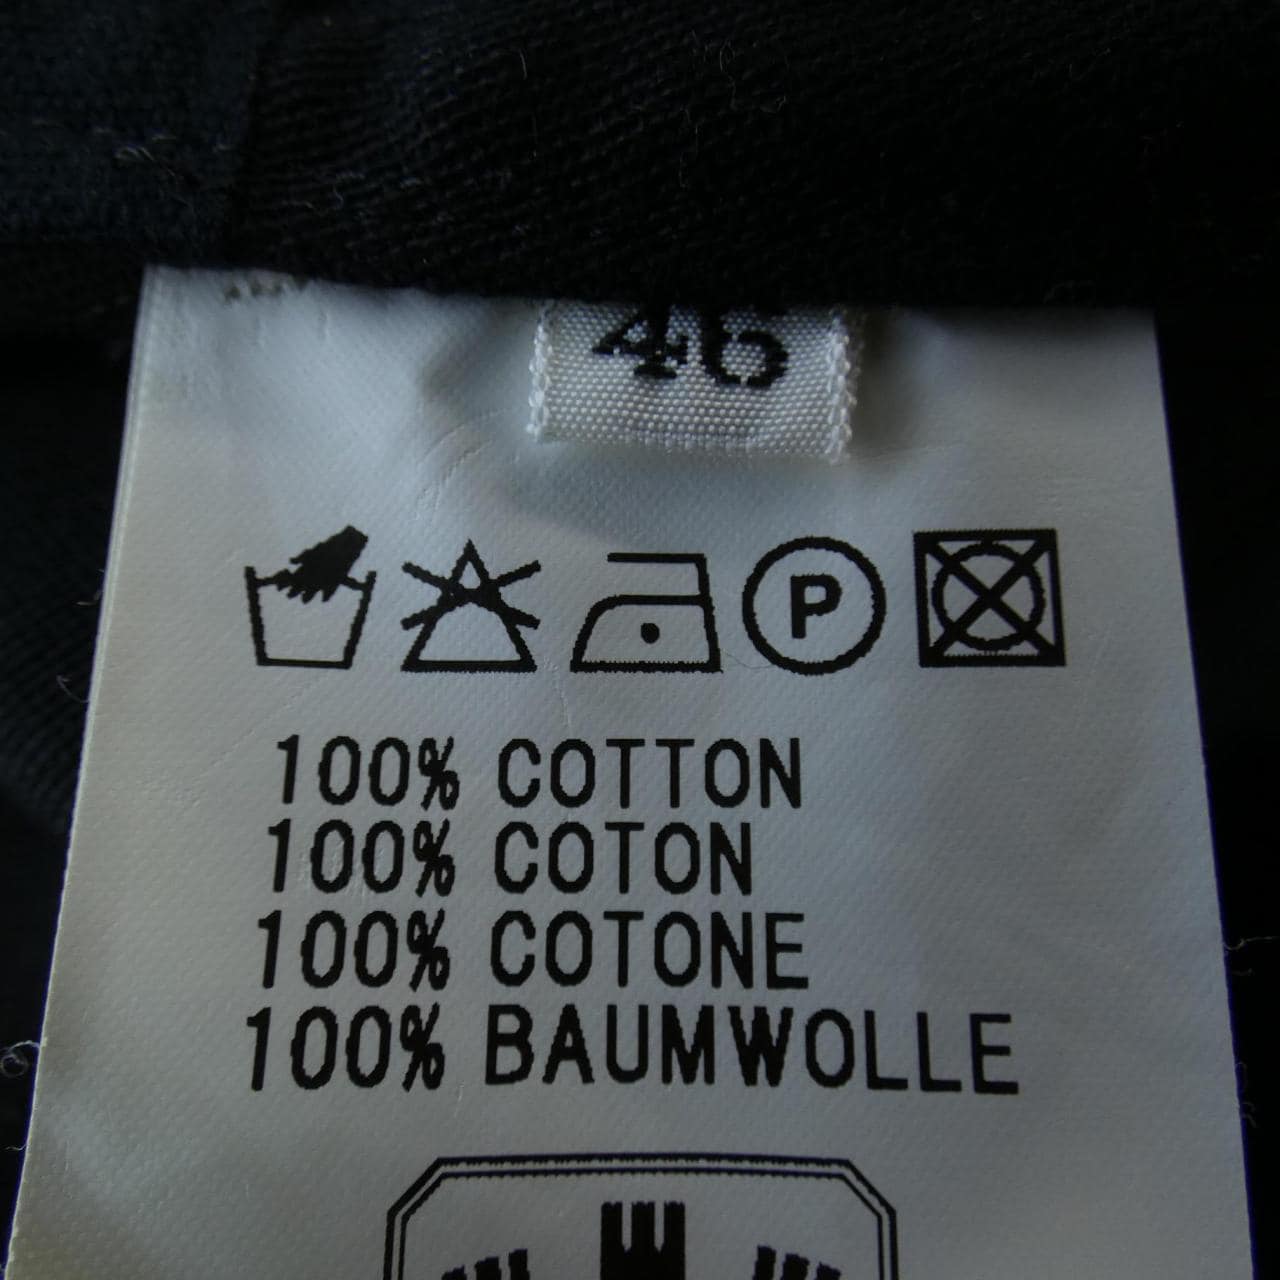 46
P
100% COTTON
100% COTON
100% COTONE
100% BAUMWOLLE